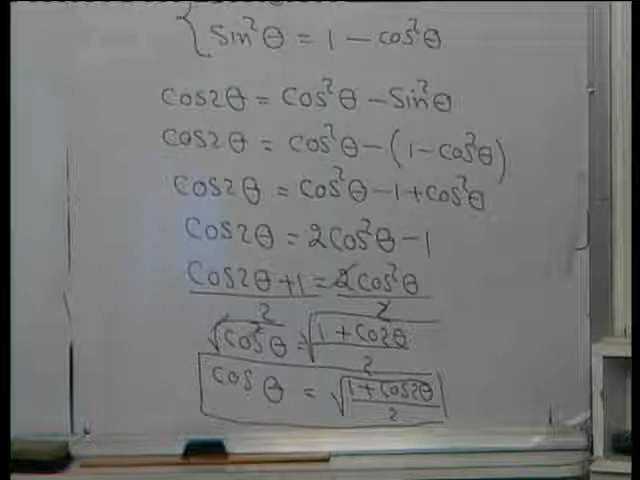 { sin²θ = 1 - cos²θ
cos2θ = cos²θ - sin²θ
cos2θ = cos²θ - (1 - cos²θ)
cos2θ = cos²θ - 1 + cos²θ
cos2θ = 2cos²θ - 1
(cos2θ + 1)/2 = 2cos²θ/2
√cos²θ = √((1 + cos2θ)/2)
cos θ = √((1 + cos2θ)/2)